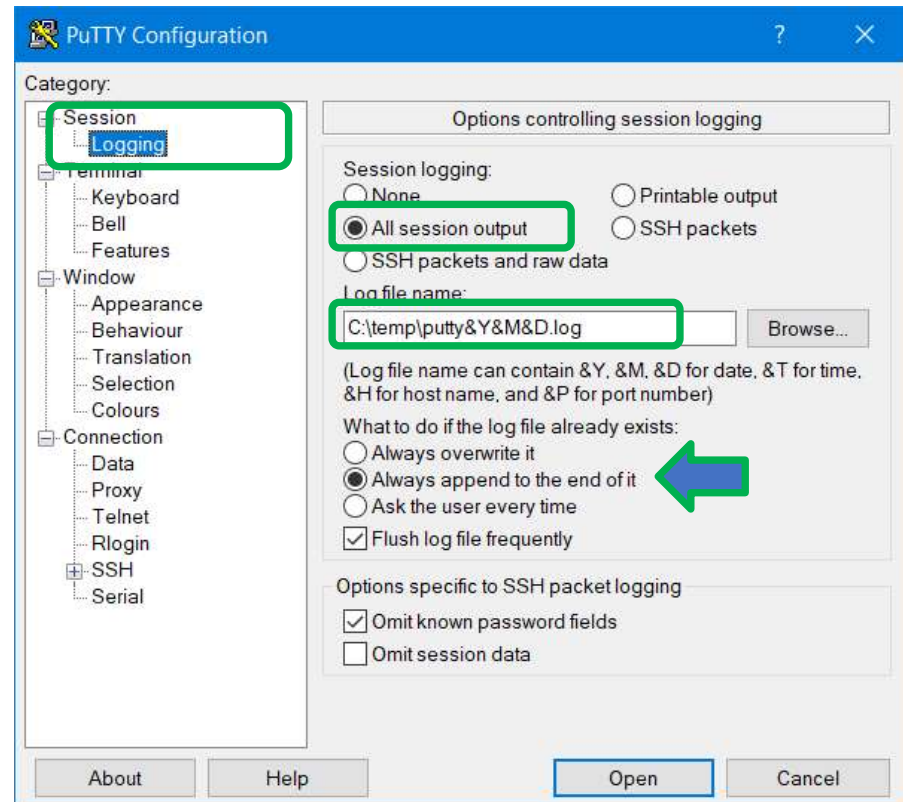 PuTTY Configuration
?
Category:
Session
Logging
Terminal
Keyboard
Bell
Features
Window
Appearance
Behaviour
Translation
Selection
Colours
Connection
Data
Proxy
Telnet
Rlogin
SSH
Serial
Options controlling session logging
Session logging:
None
Printable output
All session output
SSH packets
SSH packets and raw data
Log file name:
C:\temp\putty&Y&M&D.log
Browse...
(Log file name can contain &Y, &M, &D for date, &T for time,
&H for host name, and &P for port number)
What to do if the log file already exists:
Always overwrite it
Always append to the end of it
Ask the user every time
Flush log file frequently
Options specific to SSH packet logging
Omit known password fields
Omit session data
About
Help
Open
Cancel